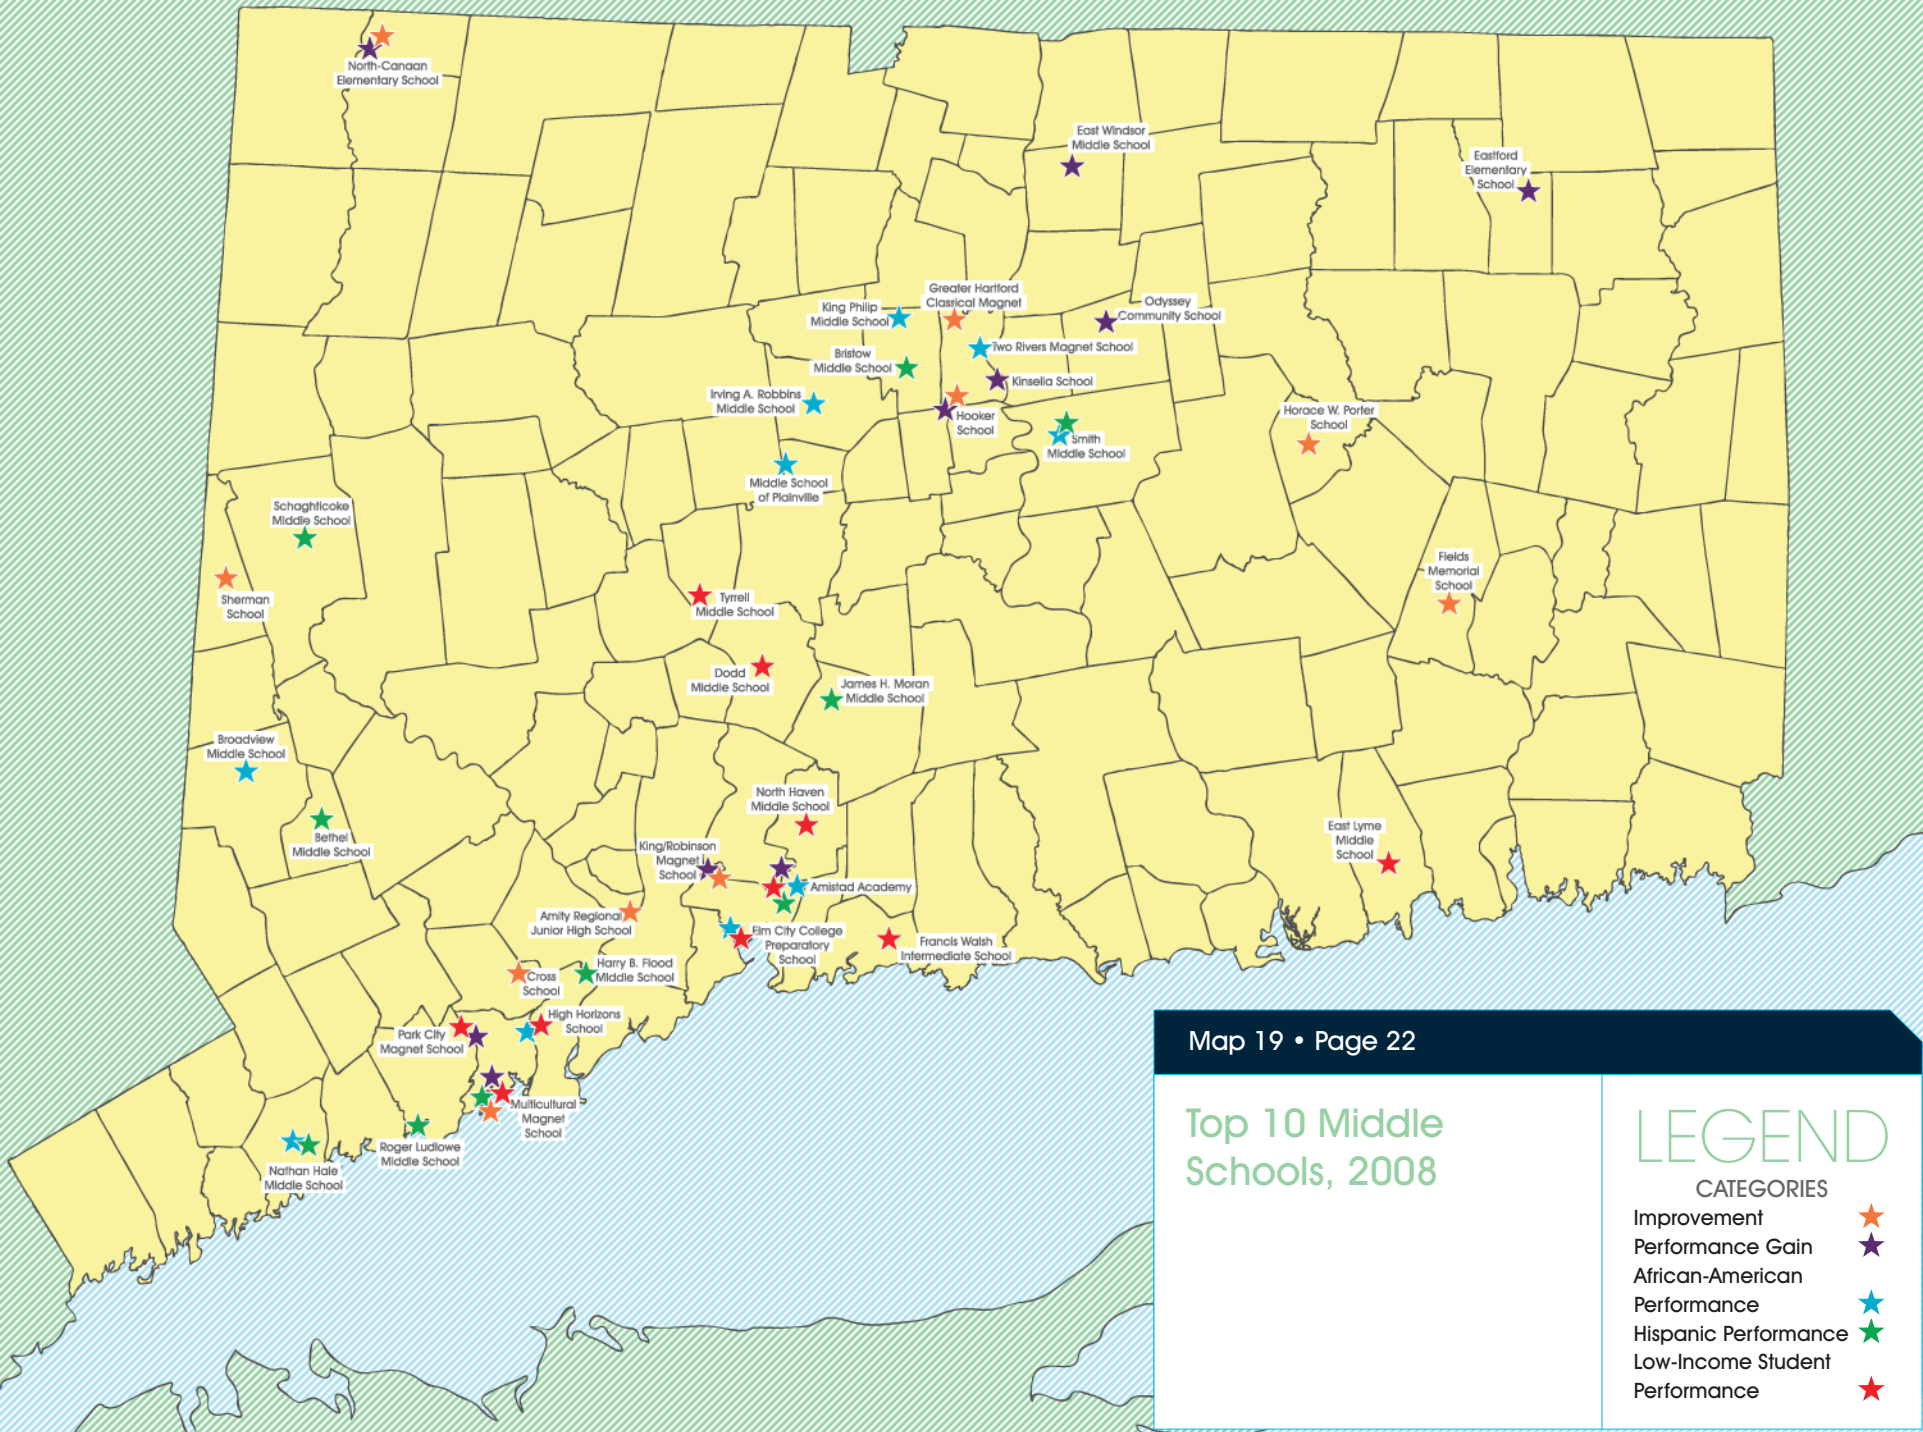 North-Canaan
Elementary School
East Windsor
Middle School
Eastford
Elementary
School
Greater Hartford
Classical Magnet
King Philip
Middle School
Odyssey
Community School
Two Rivers Magnet School
Bristow
Middle School
Kinsella School
Irving A. Robbins
Middle School
Hooker
School
Horace W. Porter
School
Smith
Middle School
Middle School
of Plainville
Schaghticoke
Middle School
Fields
Memorial
School
Sherman
School
Tyrrell
Middle School
Dodd
Middle School
James H. Moran
Middle School
Broadview
Middle School
North Haven
Middle School
Bethel
Middle School
East Lyme
Middle
School
King/Robinson
Magnet
School
Amistad Academy
Amity Regional
Junior High School
Elm City College
Preparatory
School
Francis Walsh
Intermediate School
Cross
School
Harry B. Flood
Middle School
High Horizons
School
Park City
Magnet School
Multicultural
Magnet
School
Roger Ludlowe
Middle School
Nathan Hale
Middle School
Map 19 • Page 22
Top 10 Middle
Schools, 2008
LEGEND
CATEGORIES
Improvement
Performance Gain
African-American
Performance
Hispanic Performance
Low-Income Student
Performance